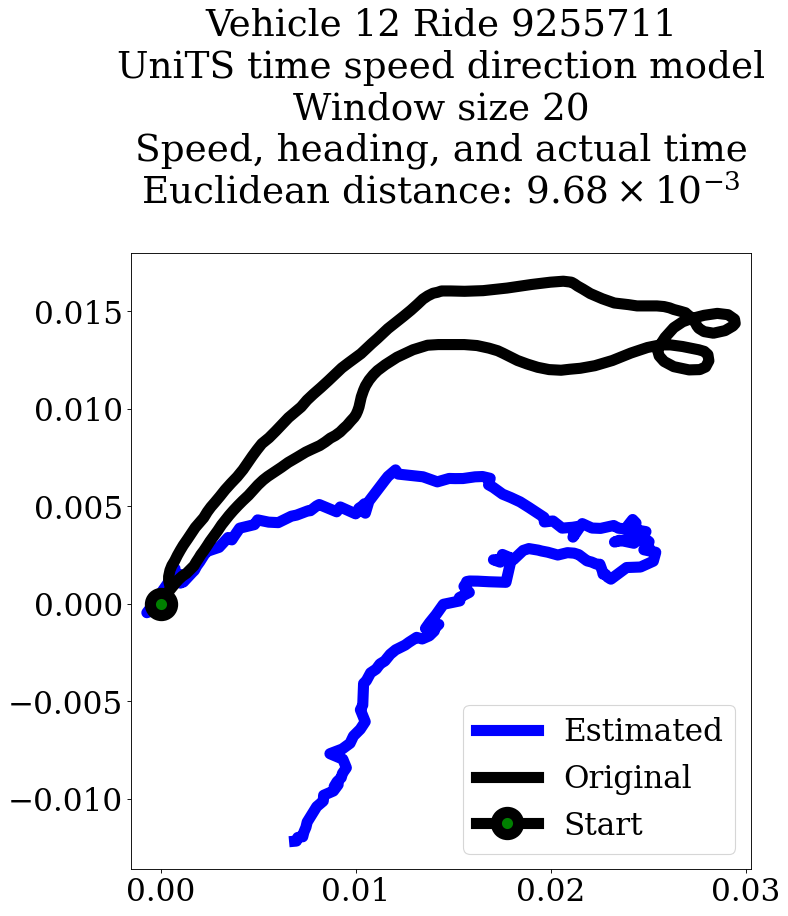 Vehicle 12 Ride 9255711
UniTS time speed direction model
Window size 20
Speed, heading, and actual time
Euclidean distance: 9.68 × 10⁻³
0.015
0.010
0.005
0.000
−0.005
−0.010
Estimated
Original
Start
0.00 0.01 0.02 0.03